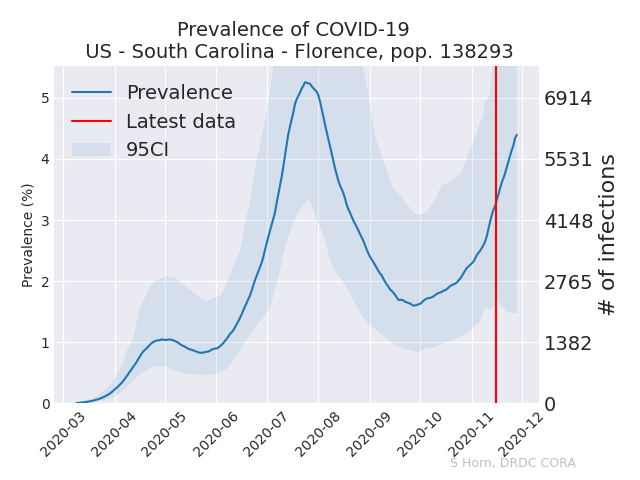 Prevalence of COVID-19
US - South Carolina - Florence, pop. 138293
Prevalence
Latest data
95CI
Prevalence (%)
5
4
3
2
1
0
6914
5531
4148
2765
1382
0
# of infections
2020-03
2020-04
2020-05
2020-06
2020-07
2020-08
2020-09
2020-10
2020-11
2020-12
S Horn, DRDC CORA